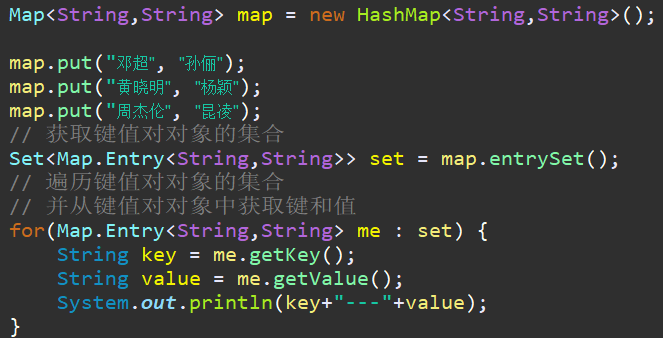 Map<String,String> map = new HashMap<String,String>();
map.put("邓超", "孙俪");
map.put("黄晓明", "杨颖");
map.put("周杰伦", "昆凌");
// 获取键值对对象的集合
Set<Map.Entry<String,String>> set = map.entrySet();
// 遍历键值对对象的集合
// 并从键值对对象中获取键和值
for(Map.Entry<String,String> me : set) {
    String key = me.getKey();
    String value = me.getValue();
    System.out.println(key+"---"+value);
}